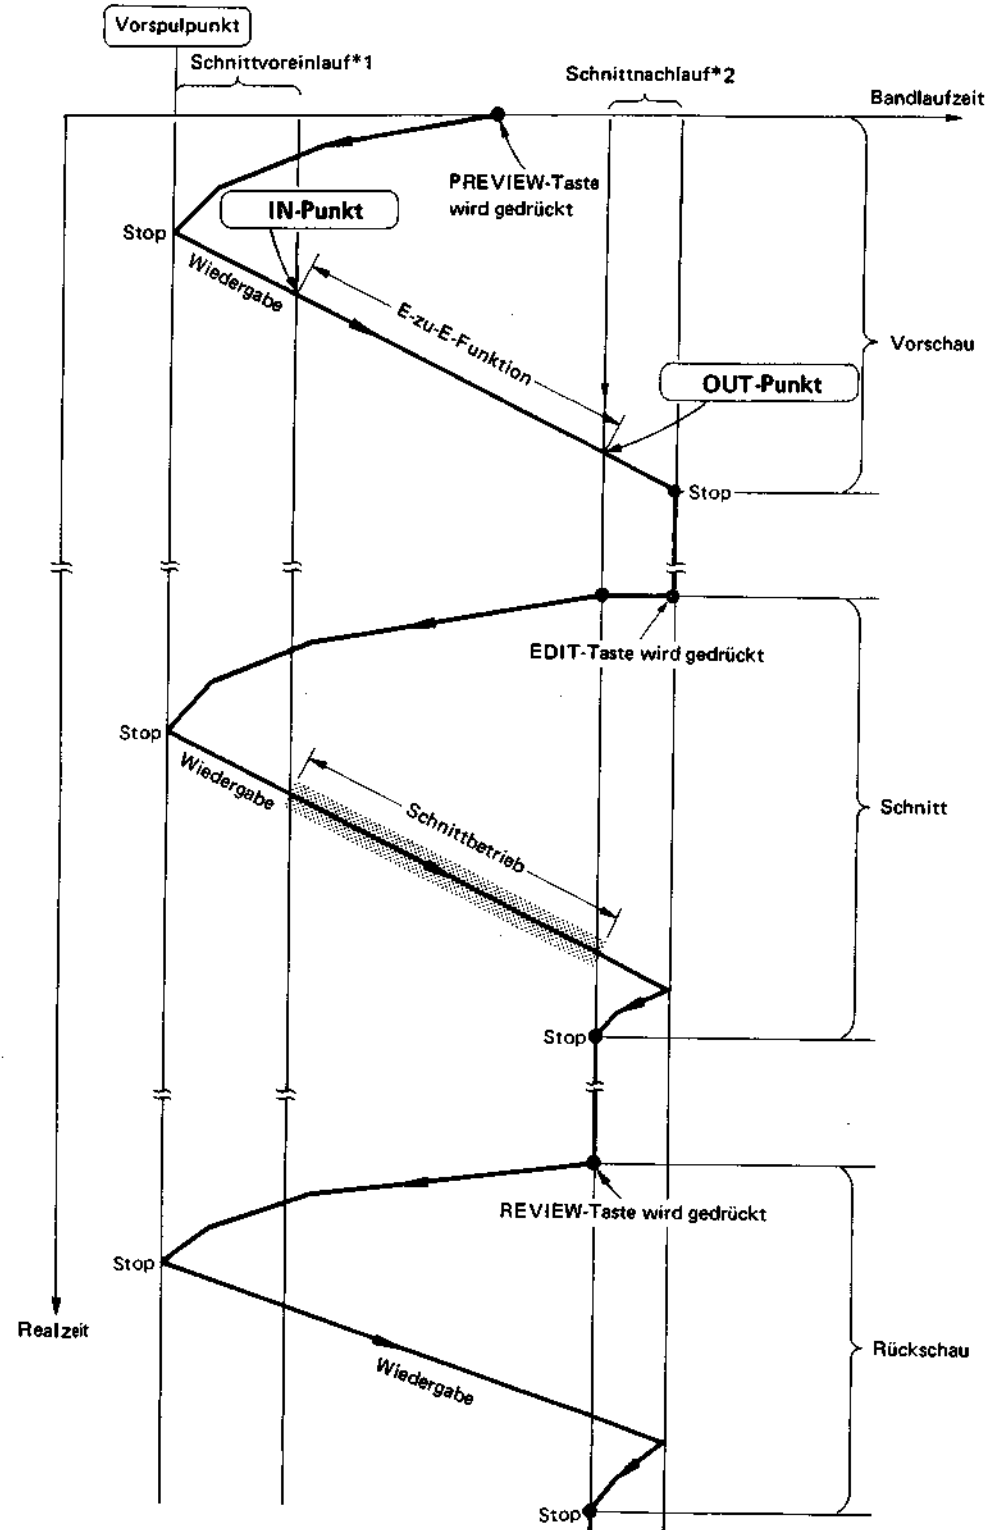 Vorspulpunkt
Schnittvoreinlauf*1
Schnittnachlauf*2
Bandlaufzeit
PREVIEW-Taste
wird gedrückt
IN-Punkt
Stop
Wiedergabe
E-zu-E-Funktion
Vorschau
OUT-Punkt
Stop
EDIT-Taste wird gedrückt
Stop
Wiedergabe
Schnittbetrieb
Schnitt
Stop
REVIEW-Taste wird gedrückt
Stop
Realzeit
Wiedergabe
Rückschau
Stop